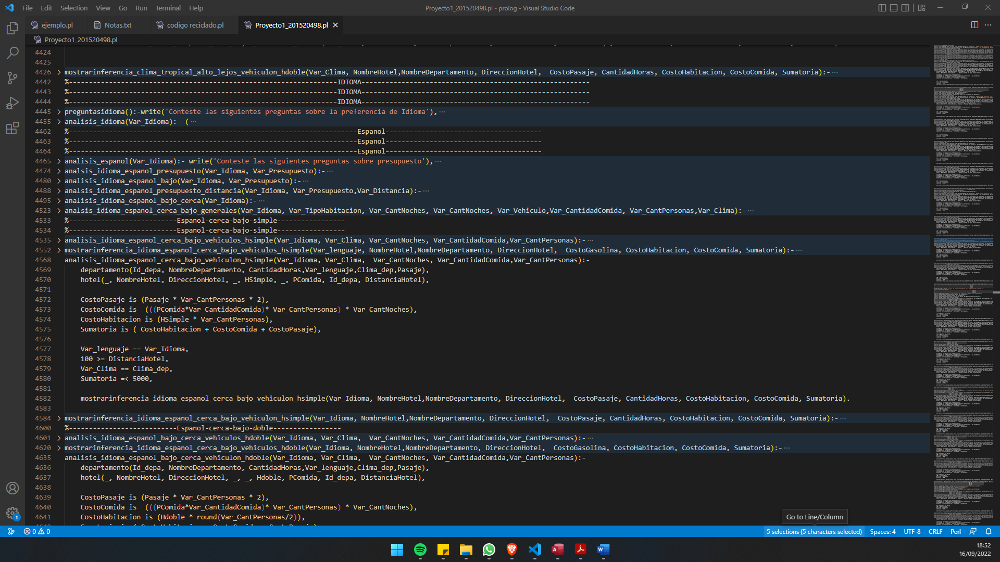 File Edit Selection View Go Run Terminal Help
Proyecto1_201520498.pl - prolog - Visual Studio Code
ejemplo.pl
Notas.txt
codigo reciclado.pl
Proyecto1_201520498.pl
Proyecto1_201520498.pl
4424
4425
4426 mostrarinferencia_clima_tropical_alto_lejos_vehiculon_hdoble(Var_Clima, NombreHotel,NombreDepartamento, DireccionHotel,  CostoPasaje, CantidadHoras, CostoHabitacion, CostoComida, Sumatoria):-···
4442 %-------------------------------------------------------------------IDIOMA---------------------------------------------------------
4443 %-------------------------------------------------------------------IDIOMA---------------------------------------------------------
4444 %-------------------------------------------------------------------IDIOMA---------------------------------------------------------
4445 preguntasidioma():-write('Conteste las siguientes preguntas sobre la preferencia de Idioma'),···
4455 analisis_idioma(Var_Idioma):- (···
4462 %------------------------------------------------------------------------Espanol---------------------------------------
4463 %------------------------------------------------------------------------Espanol---------------------------------------
4464 %------------------------------------------------------------------------Espanol---------------------------------------
4465 analisis_espanol(Var_Idioma):- write('Conteste las siguientes preguntas sobre presupuesto'),···
4474 analsis_idioma_espanol_presupuesto(Var_Idioma, Var_Presupuesto):-···
4480 analisis_idioma_espanol_bajo(Var_Idioma, Var_Presupuesto):-···
4488 analisis_idioma_espanol_presupuesto_distancia(Var_Idioma, Var_Presupuesto,Var_Distancia):-···
4495 analisis_idioma_espanol_bajo_cerca(Var_Idioma):-···
4523 analsis_idioma_espanol_cerca_bajo_generales(Var_Idioma, Var_TipoHabitacion, Var_CantNoches, Var_CantNoches, Var_Vehiculo,Var_CantidadComida, Var_CantPersonas,Var_Clima):-···
4533 %---------------------------Espanol-cerca-bajo-simple-----------------
4534 %---------------------------Espanol-cerca-bajo-simple-----------------
4535 analisis_idioma_espanol_cerca_bajo_vehiculos_hsimple(Var_Idioma, Var_Clima, Var_CantNoches, Var_CantidadComida,Var_CantPersonas):-···
4552 mostrarinferencia_idioma_espanol_cerca_bajo_vehiculos_hsimple(Var_lenguaje, NombreHotel,NombreDepartamento, DireccionHotel,  CostoGasolina, CostoHabitacion, CostoComida, Sumatoria):-···
4568 analisis_idioma_espanol_cerca_bajo_vehiculon_hsimple(Var_Idioma, Var_Clima,  Var_CantNoches, Var_CantidadComida,Var_CantPersonas):-
4569 departamento(Id_depa, NombreDepartamento, CantidadHoras,Var_lenguaje,Clima_dep,Pasaje),
4570 hotel(_, NombreHotel, DireccionHotel, _, HSimple, _, PComida, Id_depa, DistanciaHotel),
4571
4572 CostoPasaje is (Pasaje * Var_CantPersonas * 2),
4573 CostoComida is  (((PComida*Var_CantidadComida)* Var_CantPersonas) * Var_CantNoches),
4574 CostoHabitacion is (HSimple * Var_CantPersonas),
4575 Sumatoria is ( CostoHabitacion + CostoComida + CostoPasaje),
4576
4577 Var_lenguaje == Var_Idioma,
4578 100 >= DistanciaHotel,
4579 Var_Clima == Clima_dep,
4580 Sumatoria =< 5000,
4581
4582 mostrarinferencia_idioma_espanol_cerca_bajo_vehiculon_hsimple(Var_Idioma, NombreHotel,NombreDepartamento, DireccionHotel,  CostoPasaje, CantidadHoras, CostoHabitacion, CostoComida, Sumatoria).
4583
4584 mostrarinferencia_idioma_espanol_cerca_bajo_vehiculon_hsimple(Var_Idioma, NombreHotel,NombreDepartamento, DireccionHotel,  CostoPasaje, CantidadHoras, CostoHabitacion, CostoComida, Sumatoria):-···
4600 %---------------------------Espanol-cerca-bajo-doble-----------------
4601 analisis_idioma_espanol_cerca_bajo_vehiculos_hdoble(Var_Idioma, Var_Clima,  Var_CantNoches, Var_CantidadComida,Var_CantPersonas):-···
4620 mostrarinferencia_idioma_espanol_cerca_bajo_vehiculos_hdoble(Var_Idioma, NombreHotel,NombreDepartamento, DireccionHotel,  CostoGasolina, CostoHabitacion, CostoComida, Sumatoria):-···
4635 analisis_idioma_espanol_bajo_cerca_vehiculon_hdoble(Var_Idioma, Var_Clima,  Var_CantNoches, Var_CantidadComida,Var_CantPersonas):-
4636 departamento(Id_depa, NombreDepartamento, CantidadHoras,Var_lenguaje,Clima_dep,Pasaje),
4637 hotel(_, NombreHotel, DireccionHotel, _, _, Hdoble, PComida, Id_depa, DistanciaHotel),
4638
4639 CostoPasaje is (Pasaje * Var_CantPersonas * 2),
4640 CostoComida is  (((PComida*Var_CantidadComida)* Var_CantPersonas) * Var_CantNoches),
4641 CostoHabitacion is (Hdoble * round(Var_CantPersonas/2)),
Go to Line/Column
1
0 0
5 selections (5 characters selected) Spaces: 4 UTF-8 CRLF Perl
18:52
16/09/2022